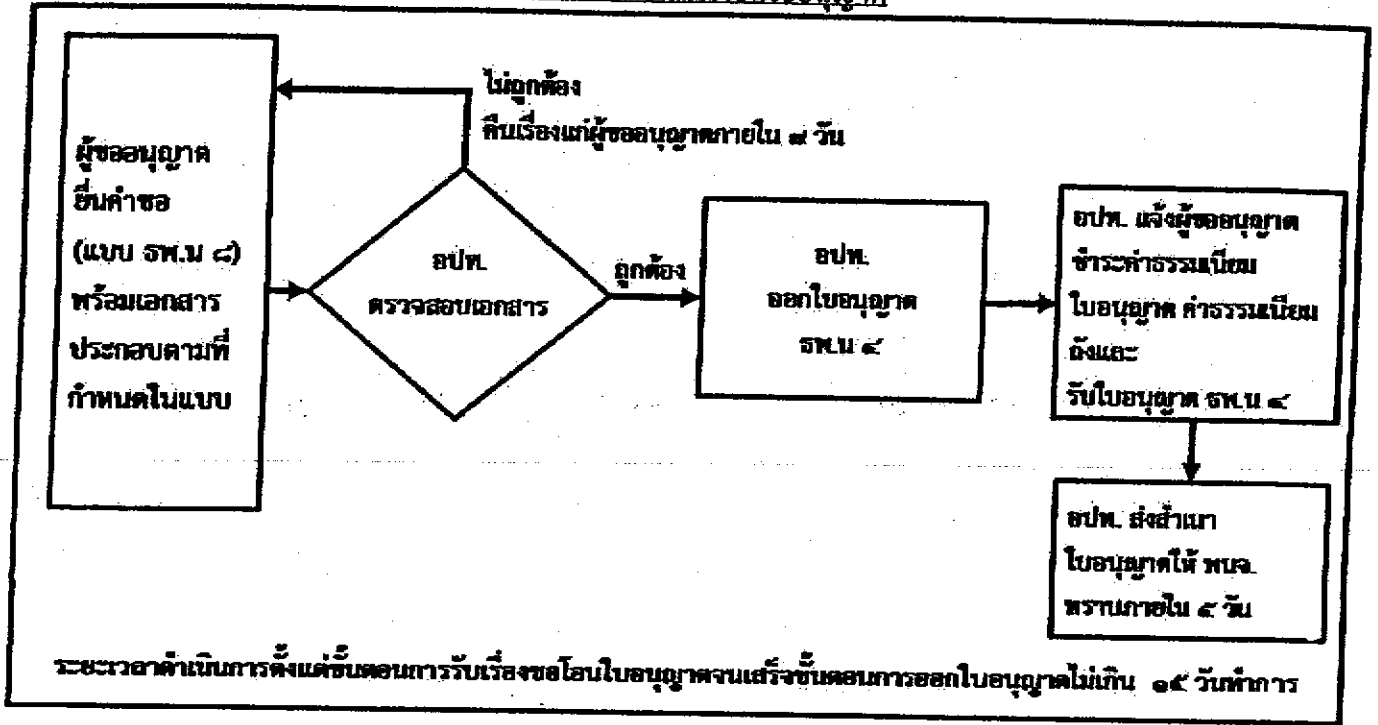 ผู้ขออนุญาต
ยื่นคำขอ
(แบบ ธพ.น ๘)
พร้อมเอกสาร
ประกอบตามที่
กำหนดในแบบ
ไม่ถูกต้อง
คืนเรื่องแก่ผู้ขออนุญาตภายใน ๗ วัน
อปท.
ตรวจสอบเอกสาร
ถูกต้อง
อปท.
ออกใบอนุญาต
ธพ.น ๔
อปท. แจ้งผู้ขออนุญาต
ชำระค่าธรรมเนียม
ใบอนุญาต ค่าธรรมเนียม
ถังและ
รับใบอนุญาต ธพ.น ๔
อปท. ส่งสำเนา
ใบอนุญาตให้ พนจ.
ทราบภายใน ๕ วัน
ระยะเวลาดำเนินการตั้งแต่ขั้นตอนการรับเรื่องขอโอนใบอนุญาตจนเสร็จขั้นตอนการออกใบอนุญาตไม่เกิน ๑๕ วันทำการ